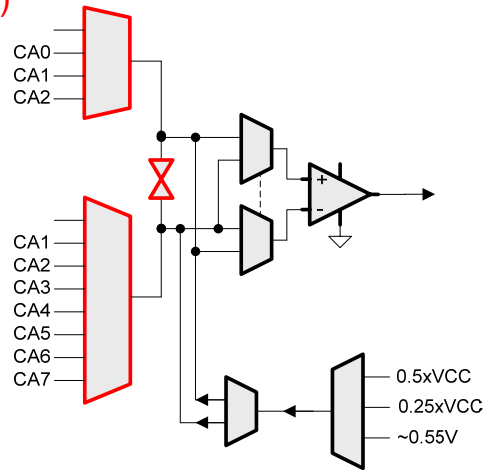 )
CA0
CA1
CA2
+
-
CA1
CA2
CA3
CA4
CA5
CA6
CA7
0.5xVCC
0.25xVCC
~0.55V